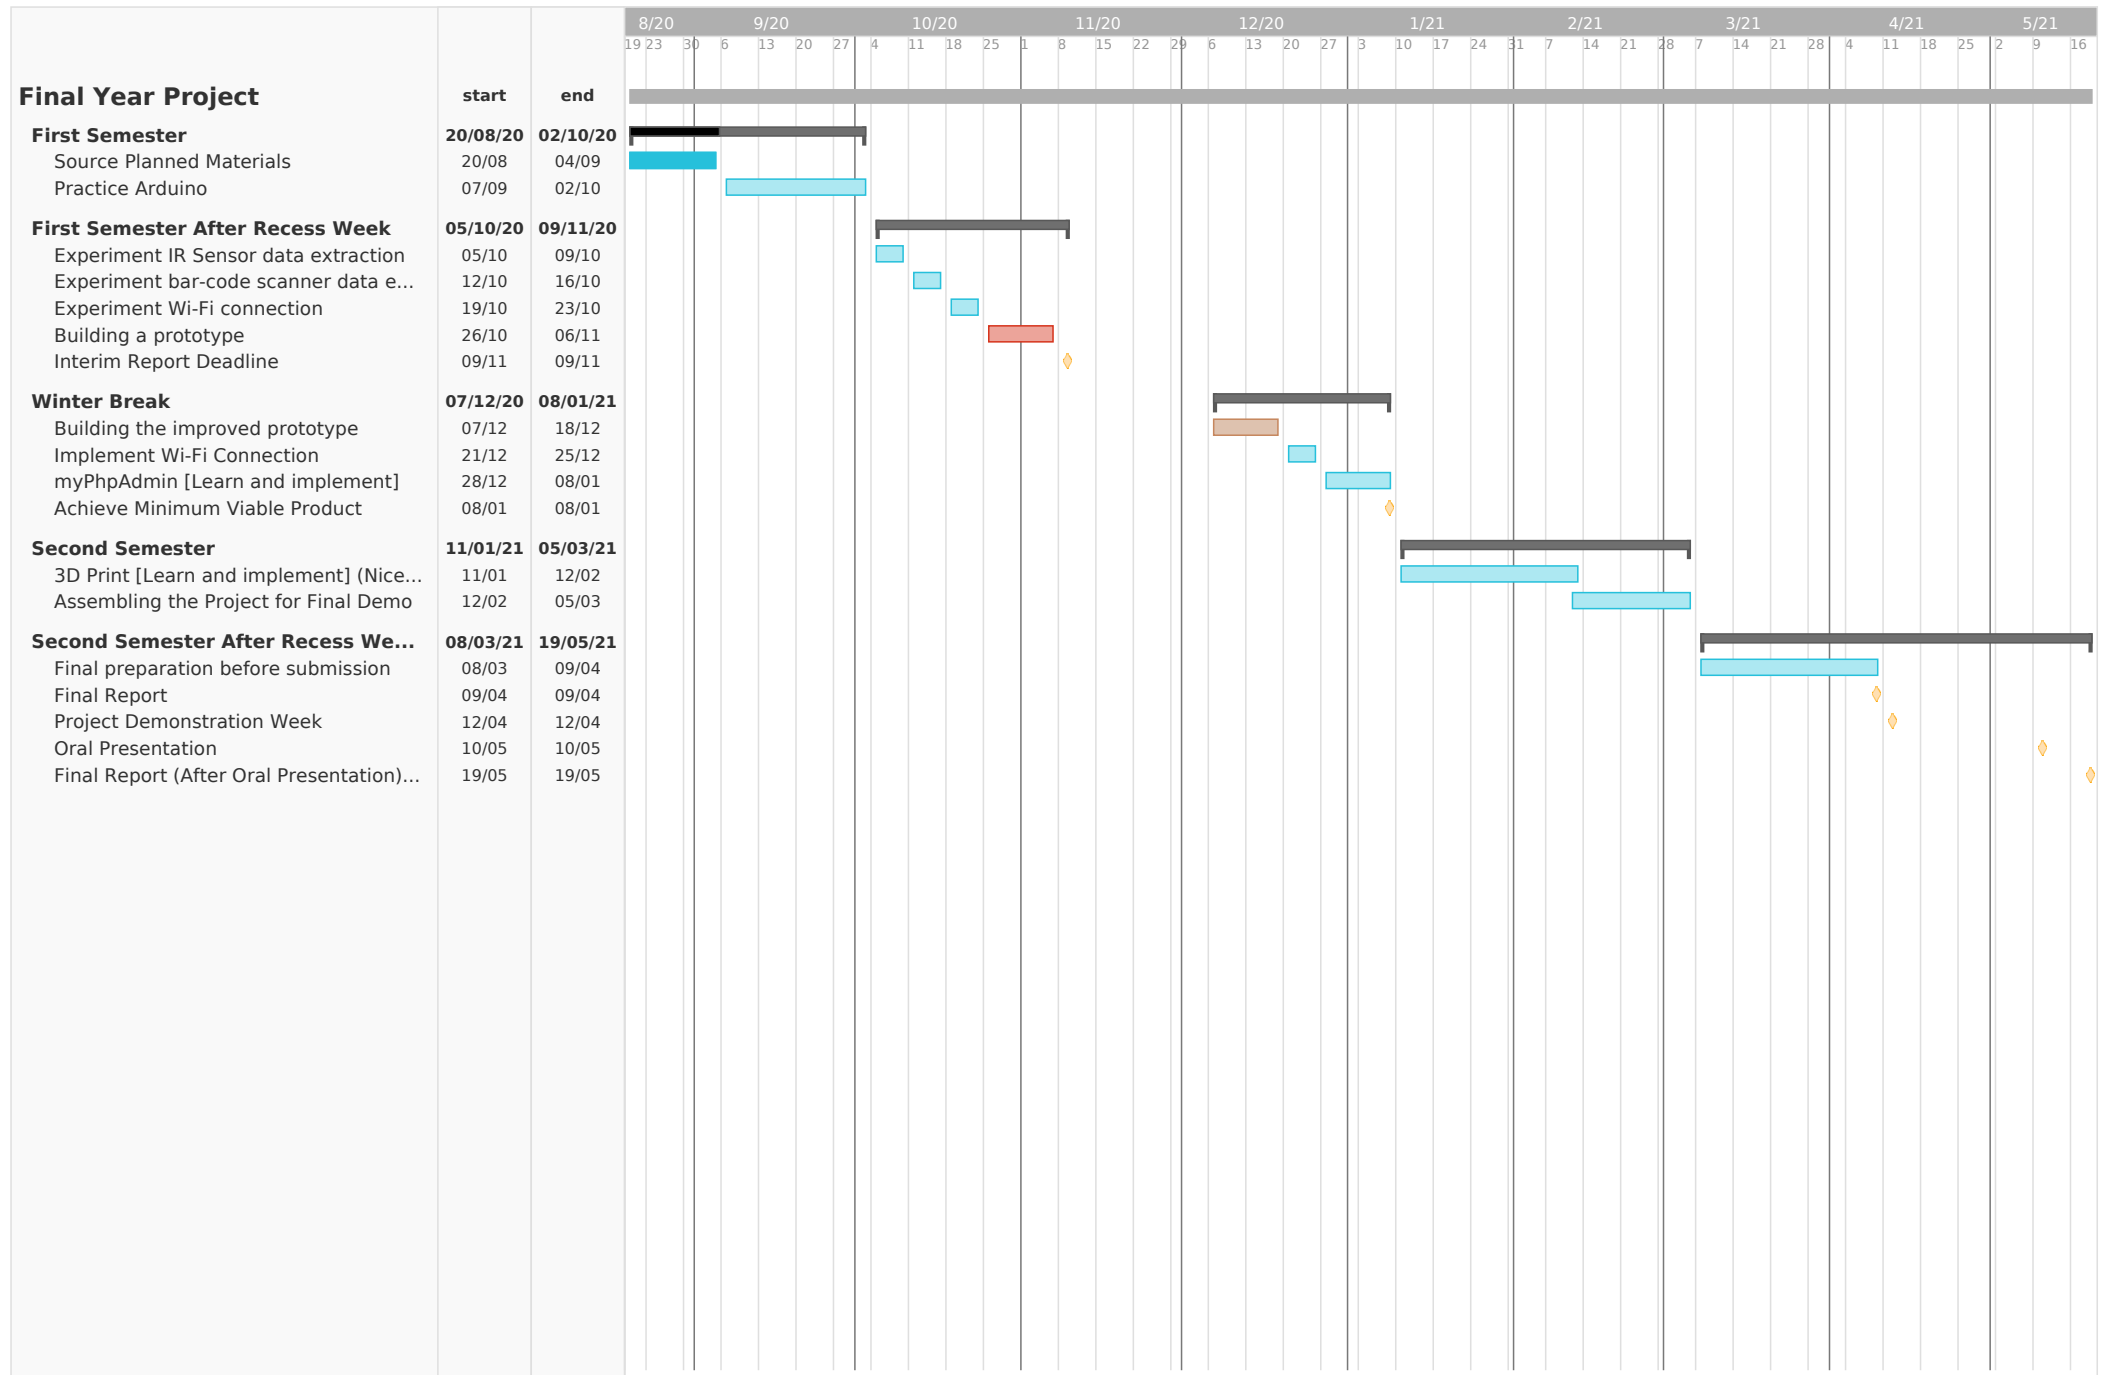 8/20 9/20 10/20 11/20 12/20 1/21 2/21 3/21 4/21 5/21
19 23 30 6 13 20 27 4 11 18 25 1 8 15 22 29 6 13 20 27 3 10 17 24 31 7 14 21 28 7 14 21 28 4 11 18 25 2 9 16
Final Year Project start end
First Semester 20/08/20 02/10/20
Source Planned Materials 20/08 04/09
Practice Arduino 07/09 02/10
First Semester After Recess Week 05/10/20 09/11/20
Experiment IR Sensor data extraction 05/10 09/10
Experiment bar-code scanner data e... 12/10 16/10
Experiment Wi-Fi connection 19/10 23/10
Building a prototype 26/10 06/11
Interim Report Deadline 09/11 09/11
Winter Break 07/12/20 08/01/21
Building the improved prototype 07/12 18/12
Implement Wi-Fi Connection 21/12 25/12
myPhpAdmin [Learn and implement] 28/12 08/01
Achieve Minimum Viable Product 08/01 08/01
Second Semester 11/01/21 05/03/21
3D Print [Learn and implement] (Nice... 11/01 12/02
Assembling the Project for Final Demo 12/02 05/03
Second Semester After Recess We... 08/03/21 19/05/21
Final preparation before submission 08/03 09/04
Final Report 09/04 09/04
Project Demonstration Week 12/04 12/04
Oral Presentation 10/05 10/05
Final Report (After Oral Presentation)... 19/05 19/05